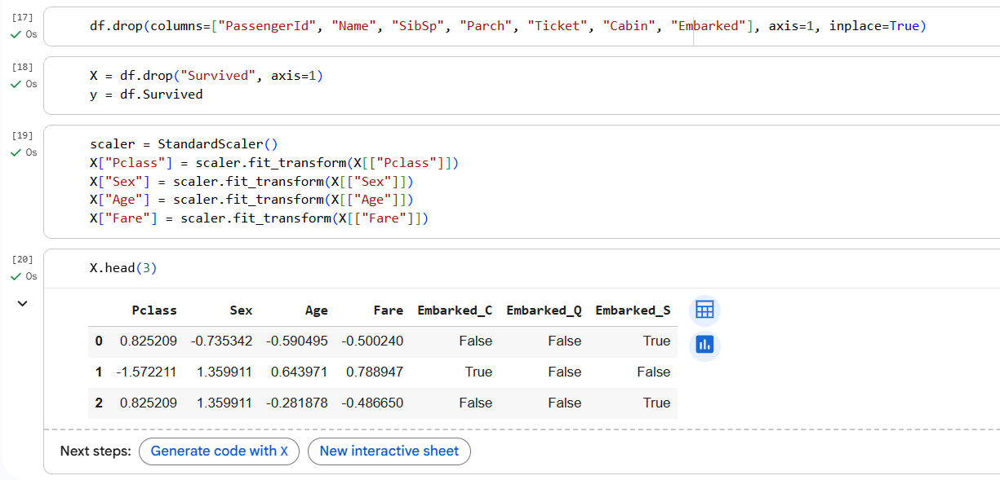 [17]
0s
df.drop(columns=["PassengerId", "Name", "SibSp", "Parch", "Ticket", "Cabin", "Embarked"], axis=1, inplace=True)
[18]
0s
X = df.drop("Survived", axis=1)
y = df.Survived
[19]
0s
scaler = StandardScaler()
X["Pclass"] = scaler.fit_transform(X[["Pclass"]])
X["Sex"] = scaler.fit_transform(X[["Sex"]])
X["Age"] = scaler.fit_transform(X[["Age"]])
X["Fare"] = scaler.fit_transform(X[["Fare"]])
[20]
0s
X.head(3)
Pclass Sex Age Fare Embarked_C Embarked_Q Embarked_S
0 0.825209 -0.735342 -0.590495 -0.500240 False False True
1 -1.572211 1.359911 0.643971 0.788947 True False False
2 0.825209 1.359911 -0.281878 -0.486650 False False True
Next steps: Generate code with X New interactive sheet